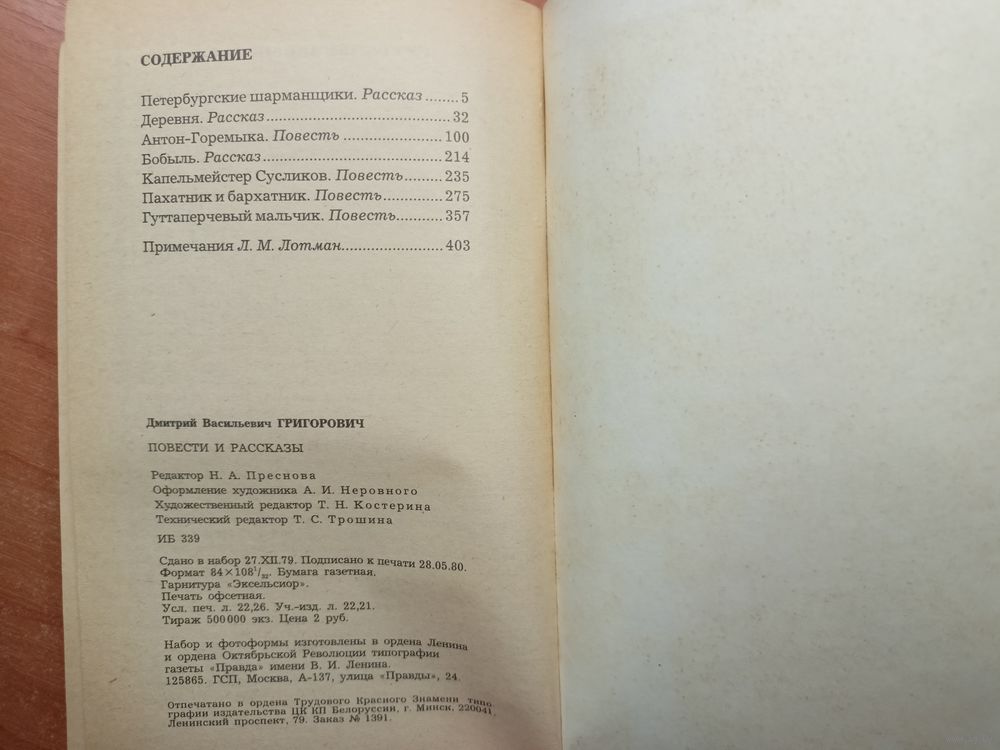 СОДЕРЖАНИЕ
Петербургские шарманщики. Рассказ ........ 5
Деревня. Рассказ ........ 32
Антон-Горемыка. Повесть ........ 100
Бобыль. Рассказ ........ 214
Капельмейстер Сусликов. Повесть ........ 235
Пахатник и бархатник. Повесть ........ 275
Гуттаперчевый мальчик. Повесть ........ 357
Примечания Л. М. Лотман ........ 403
Дмитрий Васильевич ГРИГОРОВИЧ
ПОВЕСТИ И РАССКАЗЫ
Редактор Н. А. Преснова
Оформление художника А. И. Неровного
Художественный редактор Т. Н. Костерина
Технический редактор Т. С. Трошина
ИБ 339
Сдано в набор 27.XII.79. Подписано к печати 28.05.80.
Формат 84×108¹/₃₂. Бумага газетная.
Гарнитура «Эксельсиор».
Печать офсетная.
Усл. печ. л. 22,26. Уч.-изд. л. 22,21.
Тираж 500000 экз. Цена 2 руб.
Набор и фотоформы изготовлены в ордена Ленина
и ордена Октябрьской Революции типографии
газеты «Правда» имени В. И. Ленина.
125865. ГСП, Москва, А-137, улица «Правды», 24.
Отпечатано в ордена Трудового Красного Знамени типо
графии издательства ЦК КП Белоруссии, г. Минск. 220041
Ленинский проспект, 79. Заказ № 1391.